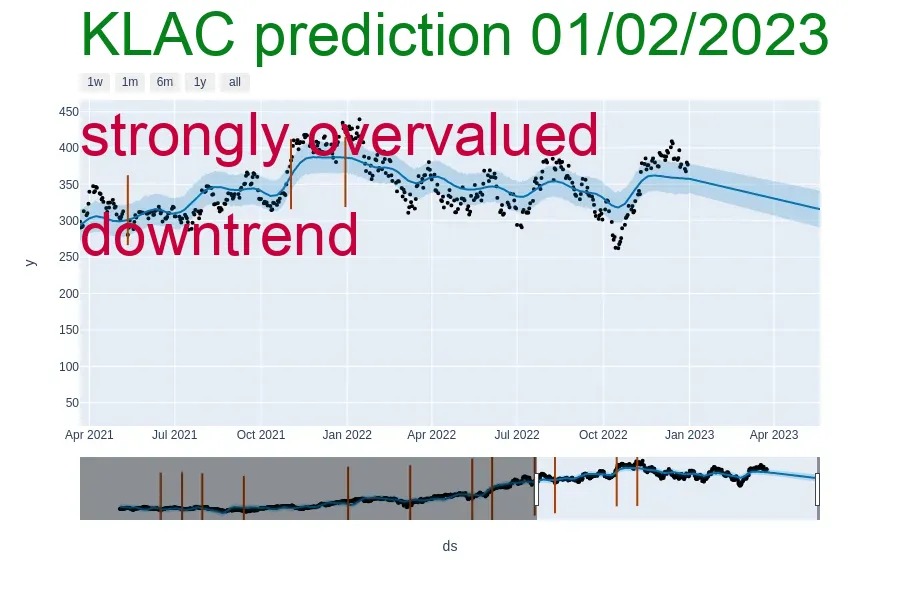 KLAC prediction 01/02/2023
1w 1m 6m 1y all
450
strongly overvalued
400
350
300
downtrend
250
200
150
100
50
y
Apr 2021 Jul 2021 Oct 2021 Jan 2022 Apr 2022 Jul 2022 Oct 2022 Jan 2023 Apr 2023
ds